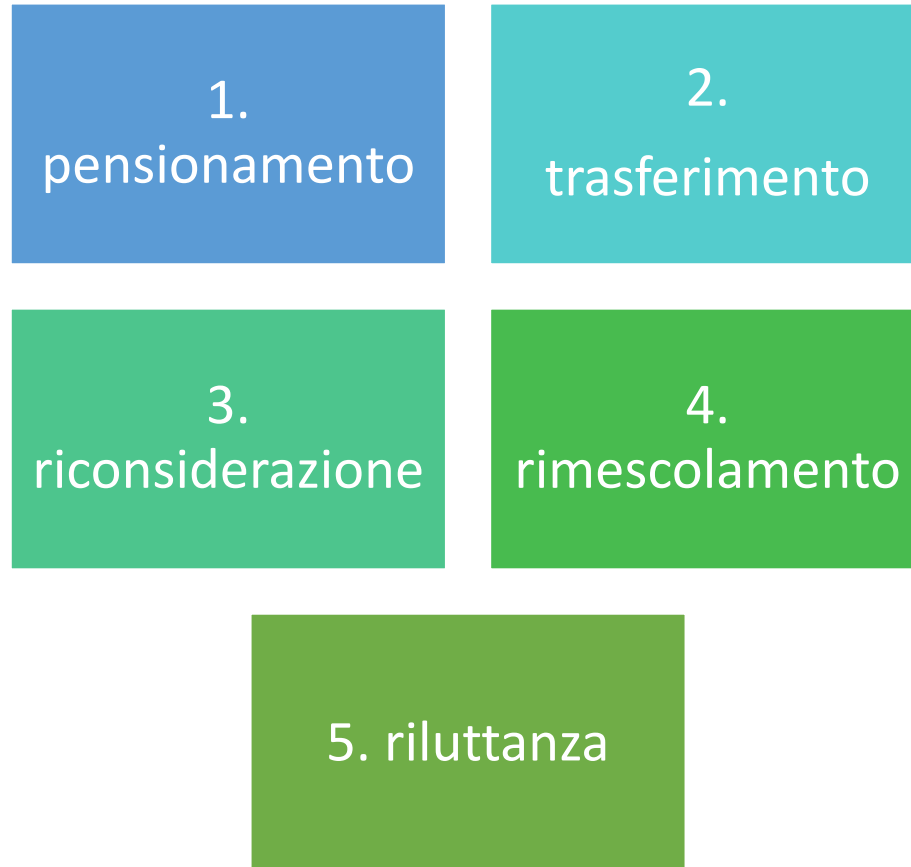 1.
pensionamento
2.
trasferimento
3.
riconsiderazione
4.
rimescolamento
5. riluttanza